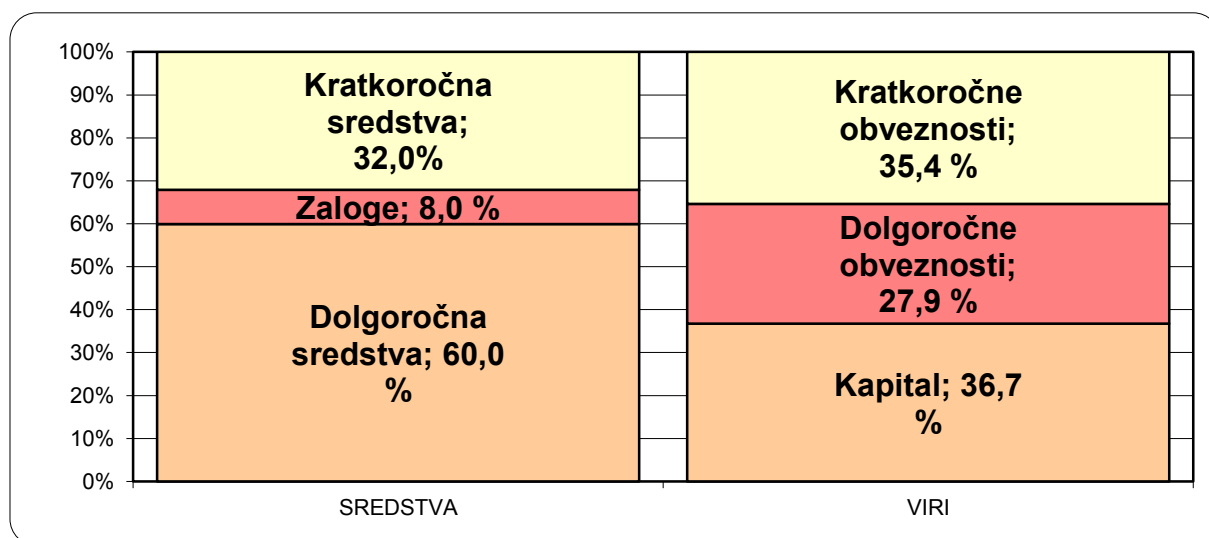 100%
90%
80%
70%
60%
50%
40%
30%
20%
10%
0%
Kratkoročna
sredstva;
32,0%
Zaloge; 8,0 %
Dolgoročna
sredstva; 60,0
%
Kratkoročne
obveznosti;
35,4 %
Dolgoročne
obveznosti;
27,9 %
Kapital; 36,7
%
SREDSTVA
VIRI